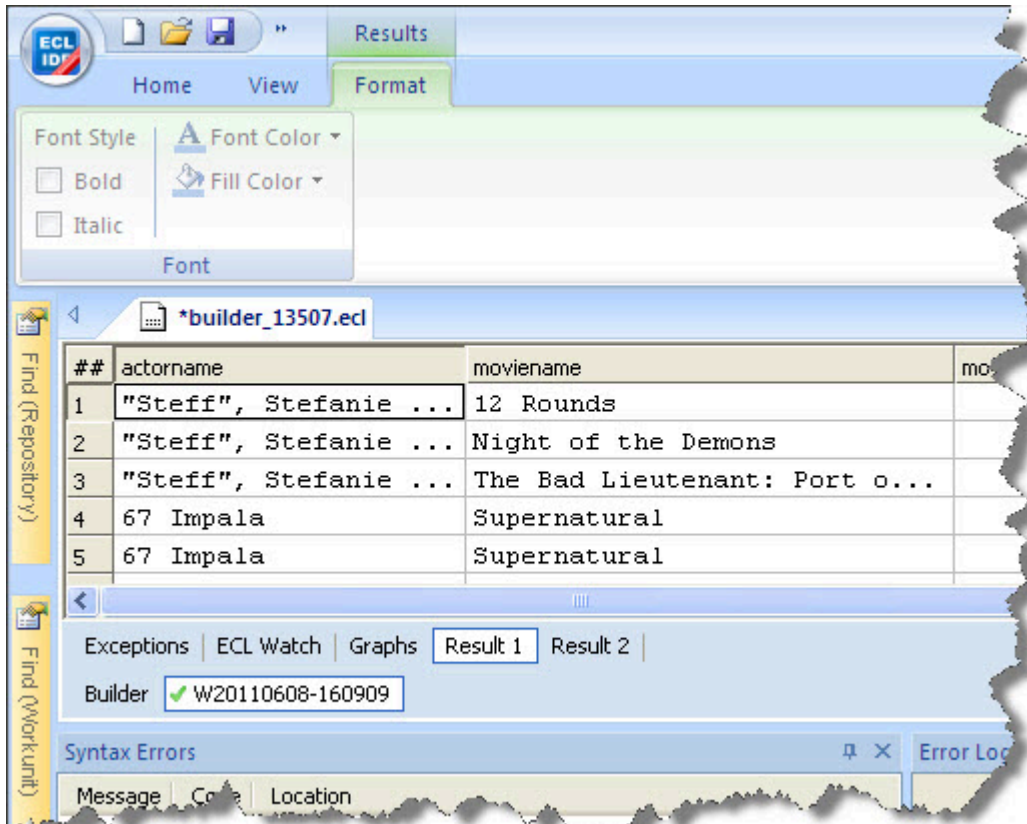 ECL
IDE
Results
Home View Format
Font Style A Font Color
Bold Fill Color
Italic
Font
*builder_13507.ecl
Find (Repository)
## actorname moviename
1 "Steff", Stefanie ... 12 Rounds
2 "Steff", Stefanie ... Night of the Demons
3 "Steff", Stefanie ... The Bad Lieutenant: Port o...
4 67 Impala Supernatural
5 67 Impala Supernatural
Exceptions | ECL Watch | Graphs Result 1 Result 2 |
Builder W20110608-160909
Find (Workunit)
Syntax Errors Error Log
Message Code Location